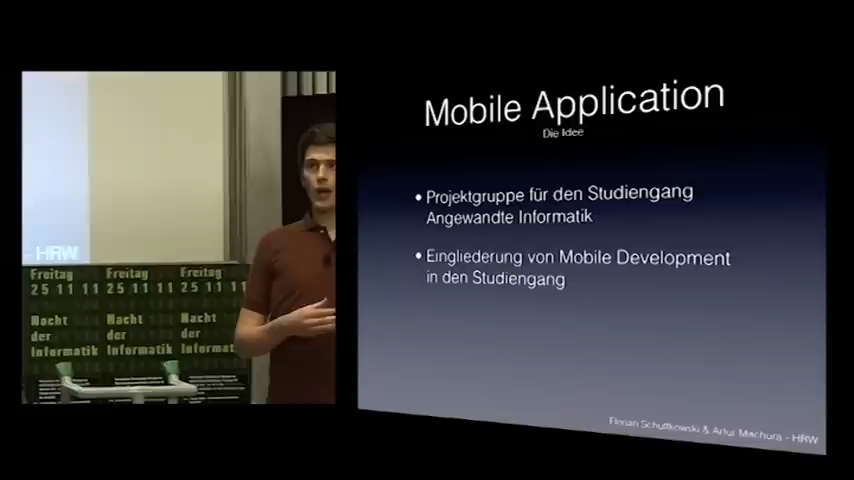 - HRW
Freitag Freitag Freitag
25 11 11 25 11 11 25 11 11
Nacht Nacht Nacht
der der der
Informatik Informatik Informatik
Mobile Application
Die Idee
• Projektgruppe für den Studiengang
Angewandte Informatik
• Eingliederung von Mobile Development
in den Studiengang
Florian Schuttkowski & Artur Machura - HRW